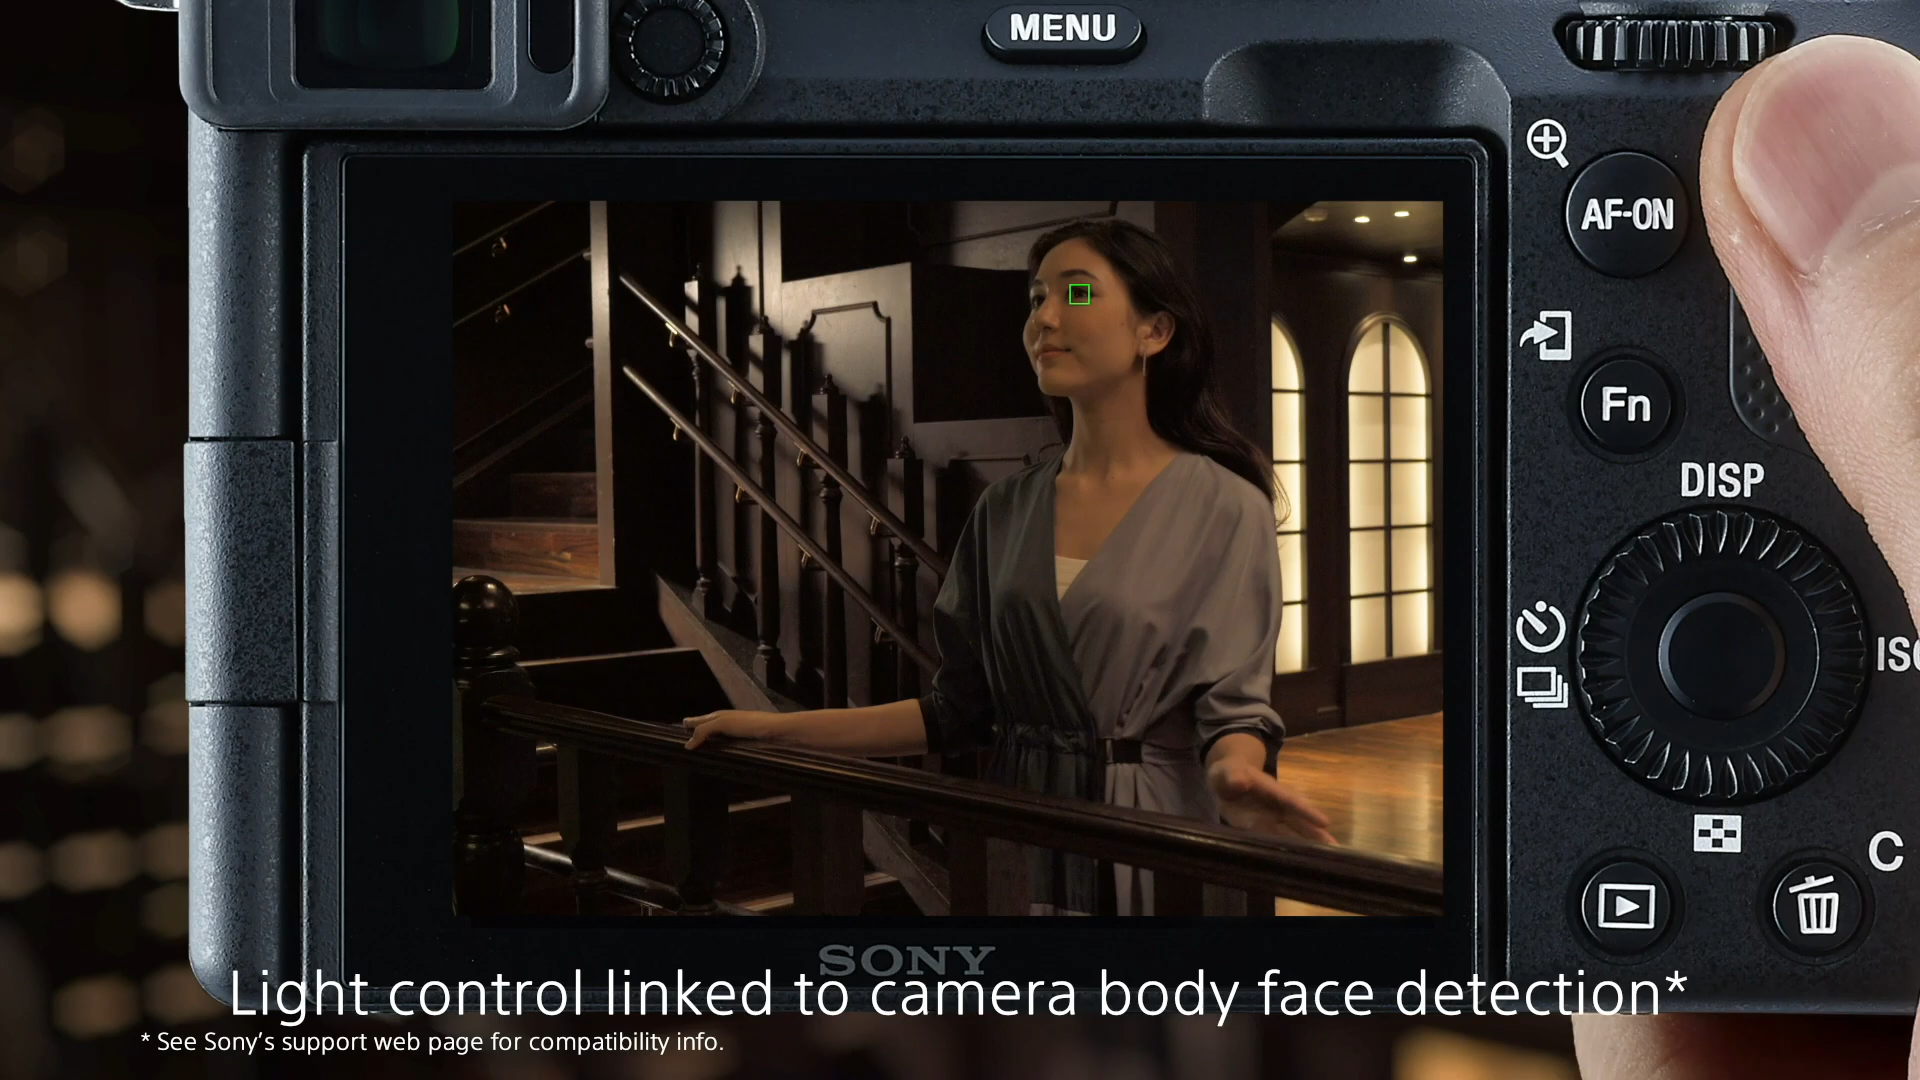 MENU
AF-ON
Fn
DISP
ISO
C
SONY
Light control linked to camera body face detection*
* See Sony's support web page for compatibility info.